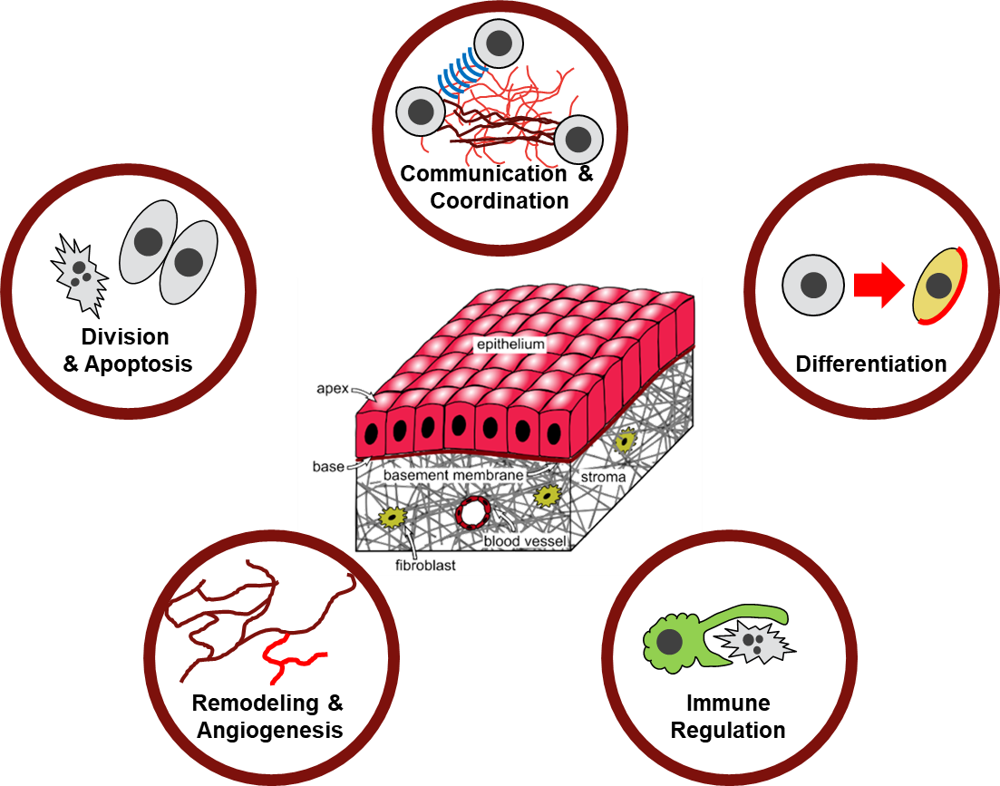 Communication &
Coordination
Division
& Apoptosis
Differentiation
epithelium
apex
base
basement membrane
stroma
blood vessel
fibroblast
Remodeling &
Angiogenesis
Immune
Regulation